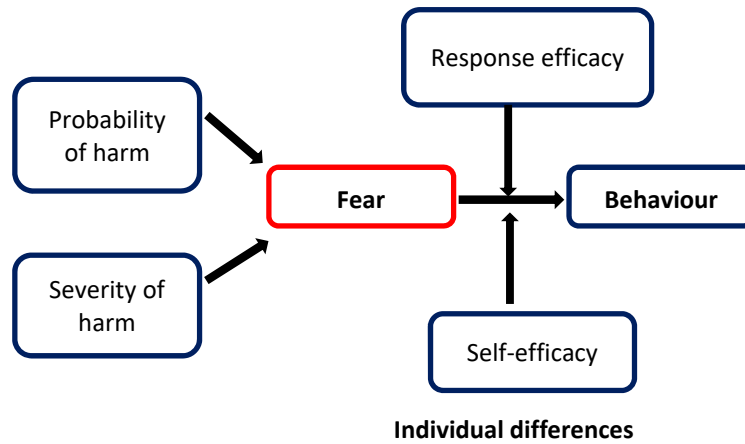 Response efficacy
Probability
of harm
Fear
Behaviour
Severity of
harm
Self-efficacy
Individual differences